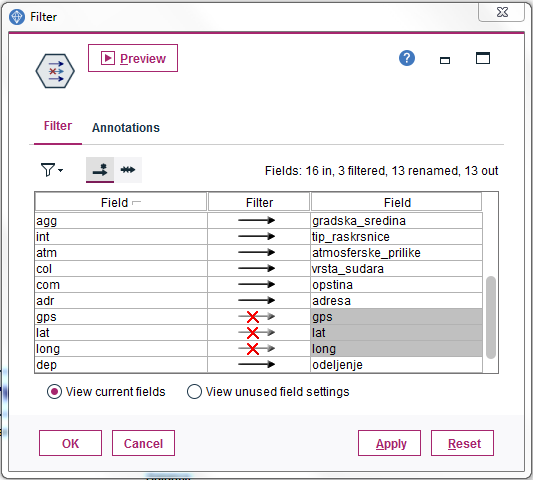 Filter
Preview
?
Filter Annotations
Fields: 16 in, 3 filtered, 13 renamed, 13 out
Field Filter Field
agg gradska_sredina
int tip_raskrsnice
atm atmosferske_prilike
col vrsta_sudara
com opstina
adr adresa
gps gps
lat lat
long long
dep odeljenje
View current fields View unused field settings
OK Cancel Apply Reset